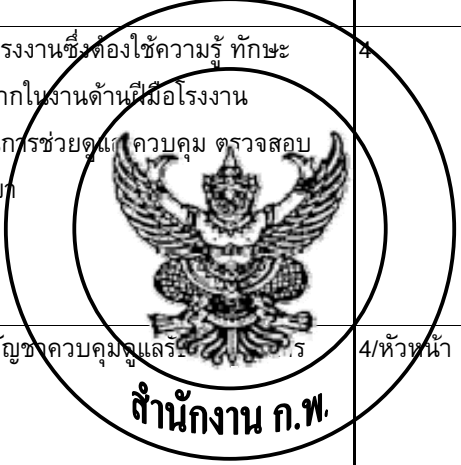 รงงานซึ่งต้องใช้ความรู้ ทักษะ 4
ากในงานด้านฝีมือโรงงาน
การช่วยดูแล ควบคุม ตรวจสอบ
ัญชาควบคุมดูแล 4/หัวหน้า
สำนักงาน ก.พ.